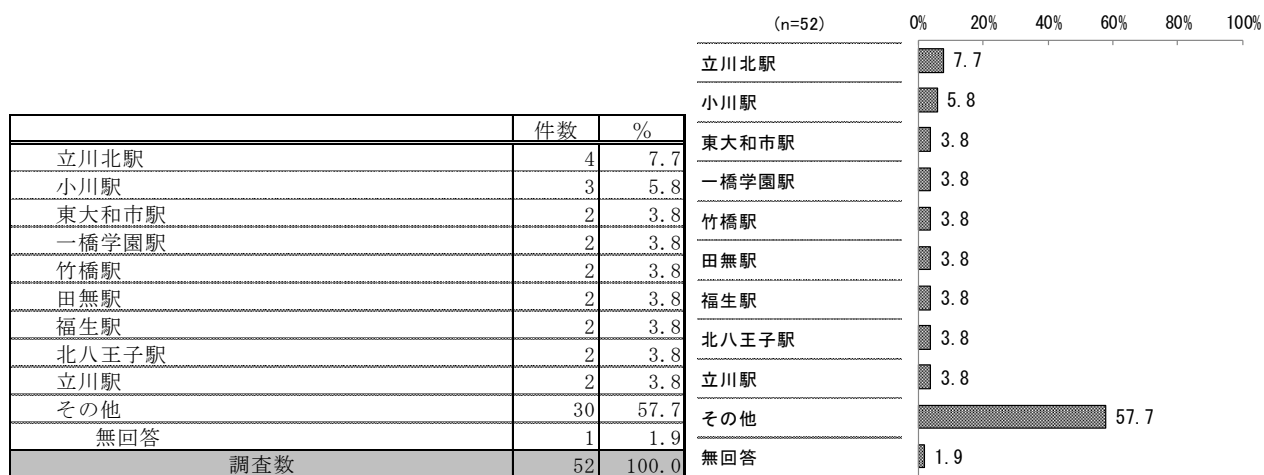 件数 %
立川北駅 4 7.7
小川駅 3 5.8
東大和市駅 2 3.8
一橋学園駅 2 3.8
竹橋駅 2 3.8
田無駅 2 3.8
福生駅 2 3.8
北八王子駅 2 3.8
立川駅 2 3.8
その他 30 57.7
無回答 1 1.9
調査数 52 100.0
(n=52) 0% 20% 40% 60% 80% 100%
立川北駅 7.7
小川駅 5.8
東大和市駅 3.8
一橋学園駅 3.8
竹橋駅 3.8
田無駅 3.8
福生駅 3.8
北八王子駅 3.8
立川駅 3.8
その他 57.7
無回答 1.9